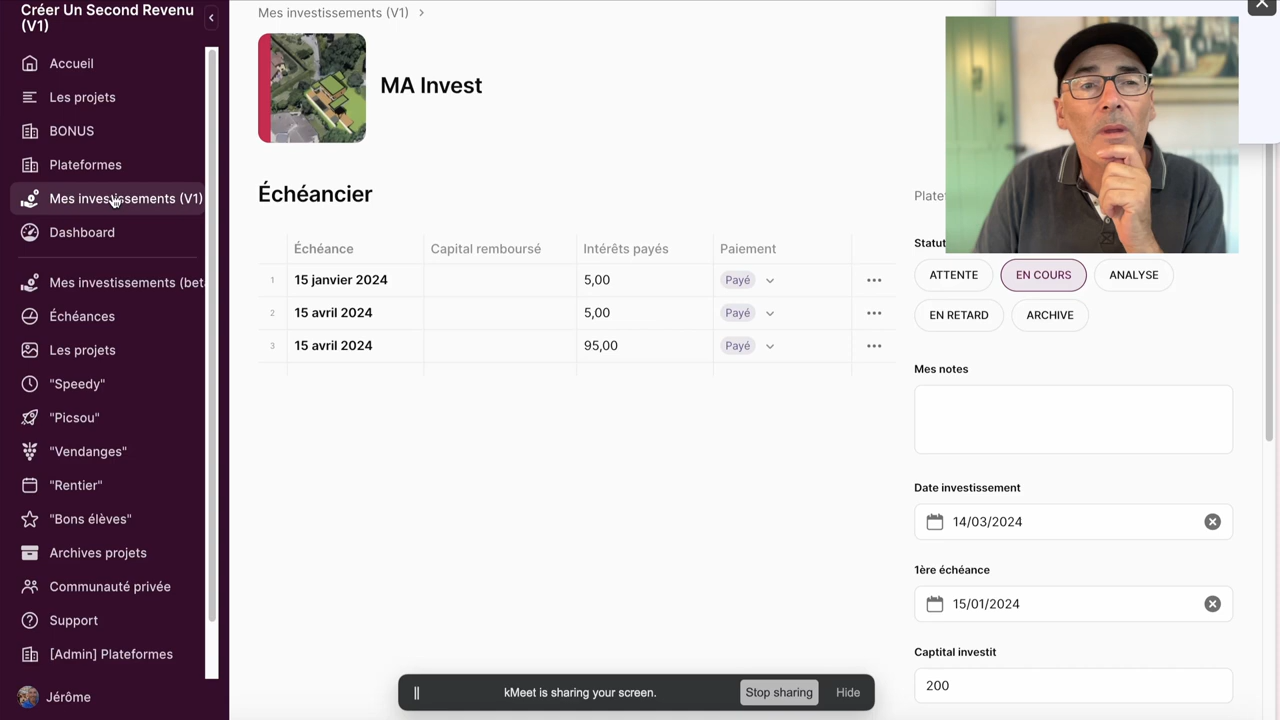 Créer Un Second Revenu
(V1)
Accueil
Les projets
BONUS
Plateformes
Mes investissements (V1)
Dashboard
Mes investissements (bet
Échéances
Les projets
"Speedy"
"Picsou"
"Vendanges"
"Rentier"
"Bons élèves"
Archives projets
Communauté privée
Support
[Admin] Plateformes
Jérôme
Mes investissements (V1)
MA Invest
Échéancier
Échéance Capital remboursé Intérêts payés Paiement
1 15 janvier 2024 5,00 Payé
2 15 avril 2024 5,00 Payé
3 15 avril 2024 95,00 Payé
Platef
Statut
ATTENTE EN COURS ANALYSE
EN RETARD ARCHIVE
Mes notes
Date investissement
14/03/2024
1ère échéance
15/01/2024
Captital investit
200
kMeet is sharing your screen. Stop sharing Hide